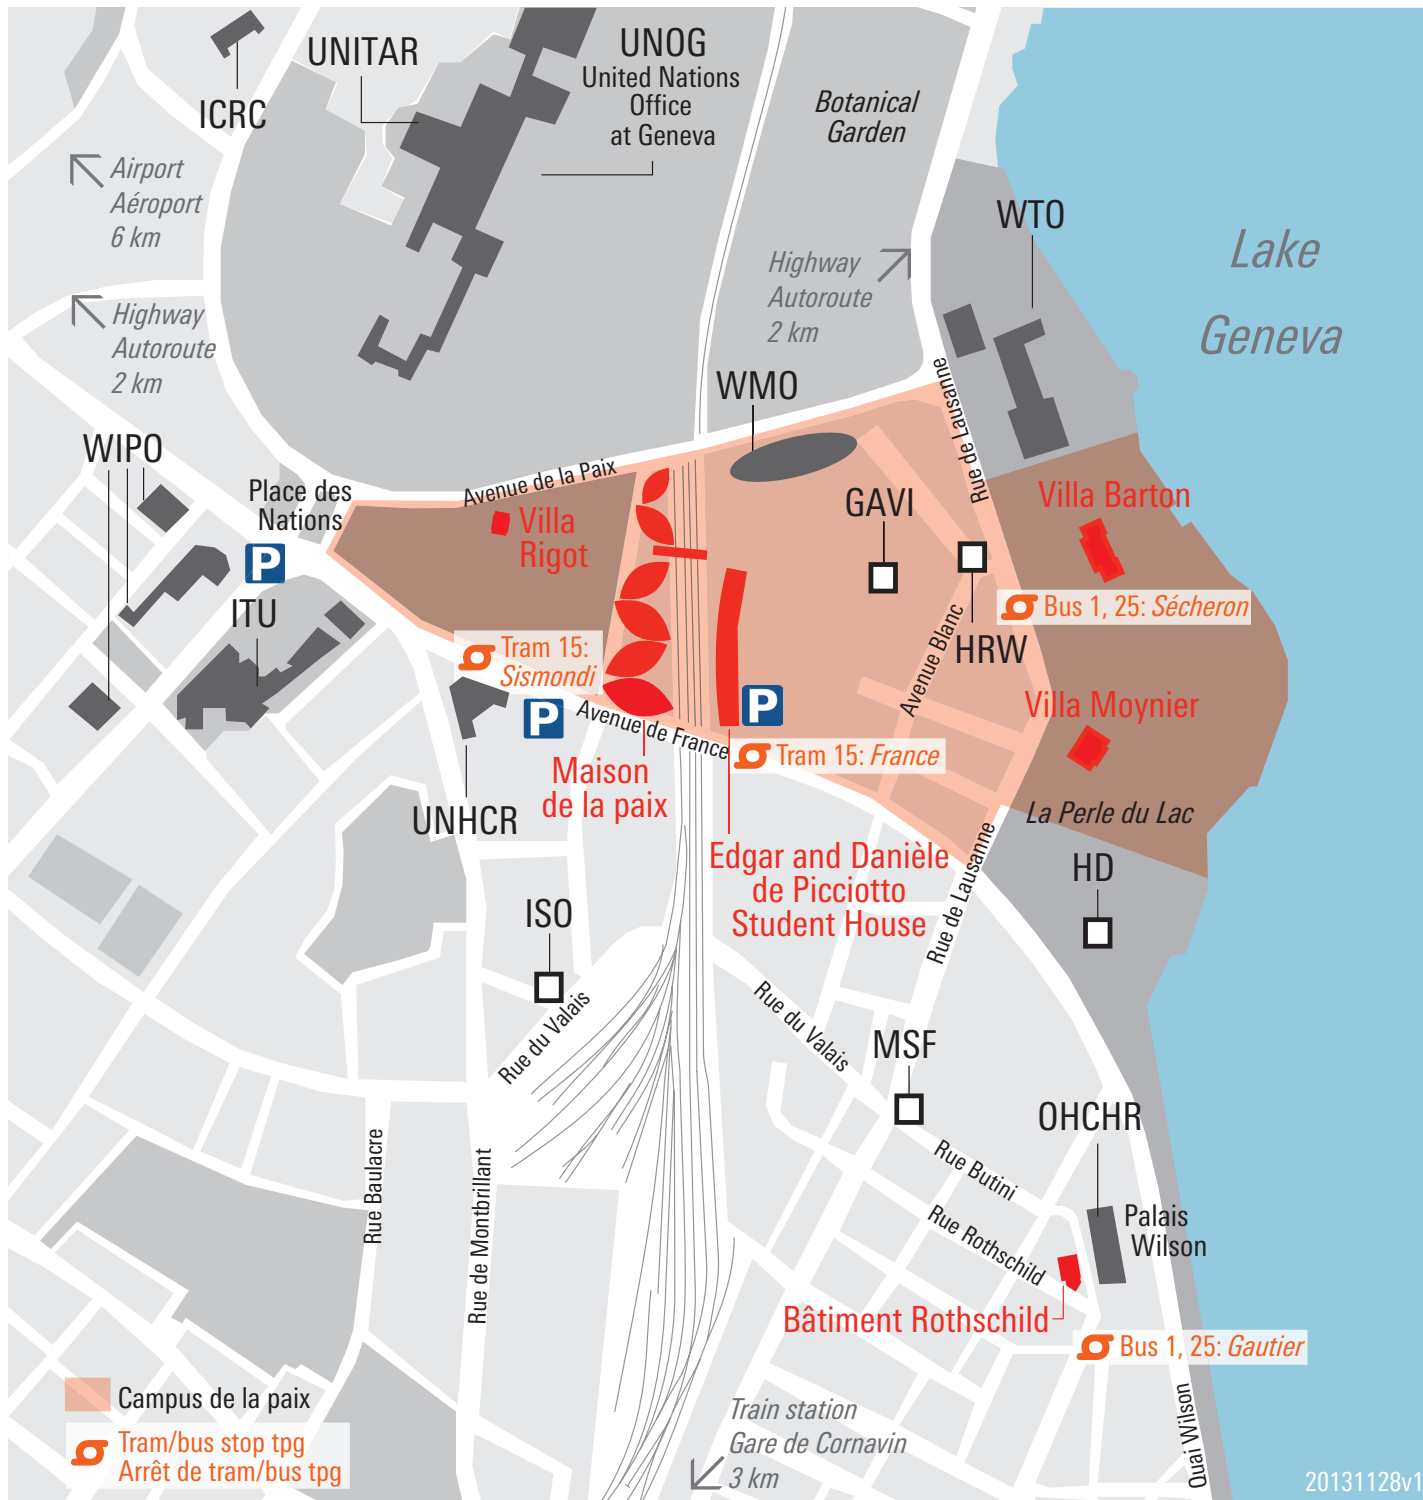 UNITAR
UNOG
United Nations
Office
at Geneva
ICRC
Botanical
Garden
Airport
Aéroport
6 km
WTO
Lake
Geneva
Highway
Autoroute
2 km
Highway
Autoroute
2 km
WMO
Rue de Lausanne
WIPO
Place des
Nations
Avenue de la Paix
P
Villa
Rigot
GAVI
Villa Barton
ITU
Bus 1, 25: Sécheron
Avenue Blanc
HRW
Tram 15:
Sismondi
P
P
Avenue de France
Villa Moynier
Tram 15: France
Maison
de la paix
UNHCR
La Perle du Lac
Edgar and Danièle
de Picciotto
Student House
Rue de Lausanne
HD
ISO
Rue du Valais
Rue du Valais
MSF
OHCHR
Rue Baulacre
Rue de Montbrillant
Rue Butini
Rue Rothschild
Palais
Wilson
Bâtiment Rothschild
Bus 1, 25: Gautier
Quai Wilson
Campus de la paix
Tram/bus stop tpg
Arrêt de tram/bus tpg
Train station
Gare de Cornavin
3 km
20131128v1